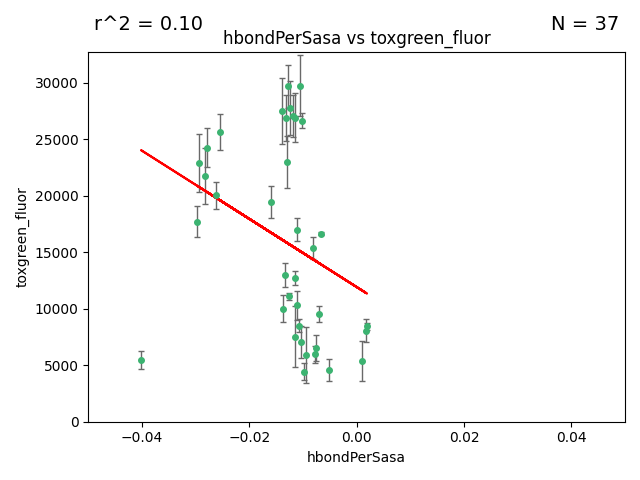 r^2 = 0.10
N = 37
hbondPerSasa vs toxgreen_fluor
30000
25000
20000
15000
10000
5000
0
toxgreen_fluor
−0.04
−0.02
0.00
0.02
0.04
hbondPerSasa